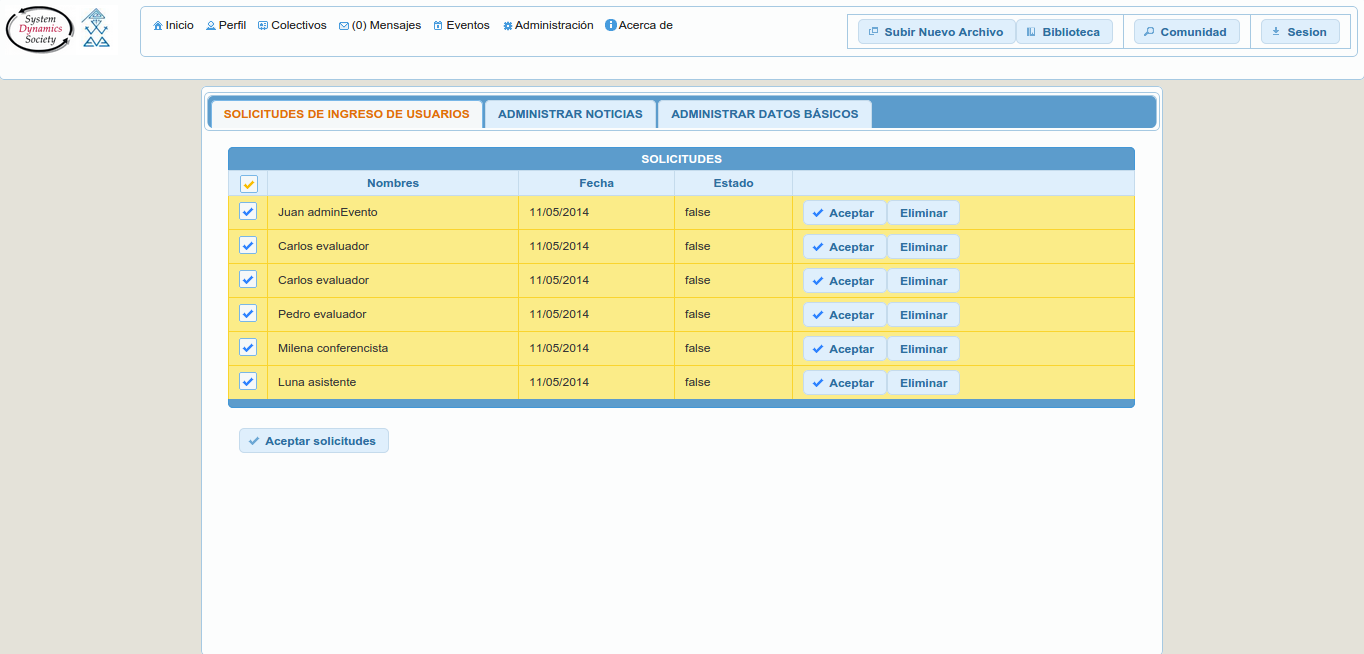 System
Dynamics
Society
Inicio Perfil Colectivos (0) Mensajes Eventos Administración Acerca de
Subir Nuevo Archivo Biblioteca Comunidad Sesion
SOLICITUDES DE INGRESO DE USUARIOS ADMINISTRAR NOTICIAS ADMINISTRAR DATOS BÁSICOS
SOLICITUDES
Nombres Fecha Estado
Juan adminEvento 11/05/2014 false Aceptar Eliminar
Carlos evaluador 11/05/2014 false Aceptar Eliminar
Carlos evaluador 11/05/2014 false Aceptar Eliminar
Pedro evaluador 11/05/2014 false Aceptar Eliminar
Milena conferencista 11/05/2014 false Aceptar Eliminar
Luna asistente 11/05/2014 false Aceptar Eliminar
Aceptar solicitudes